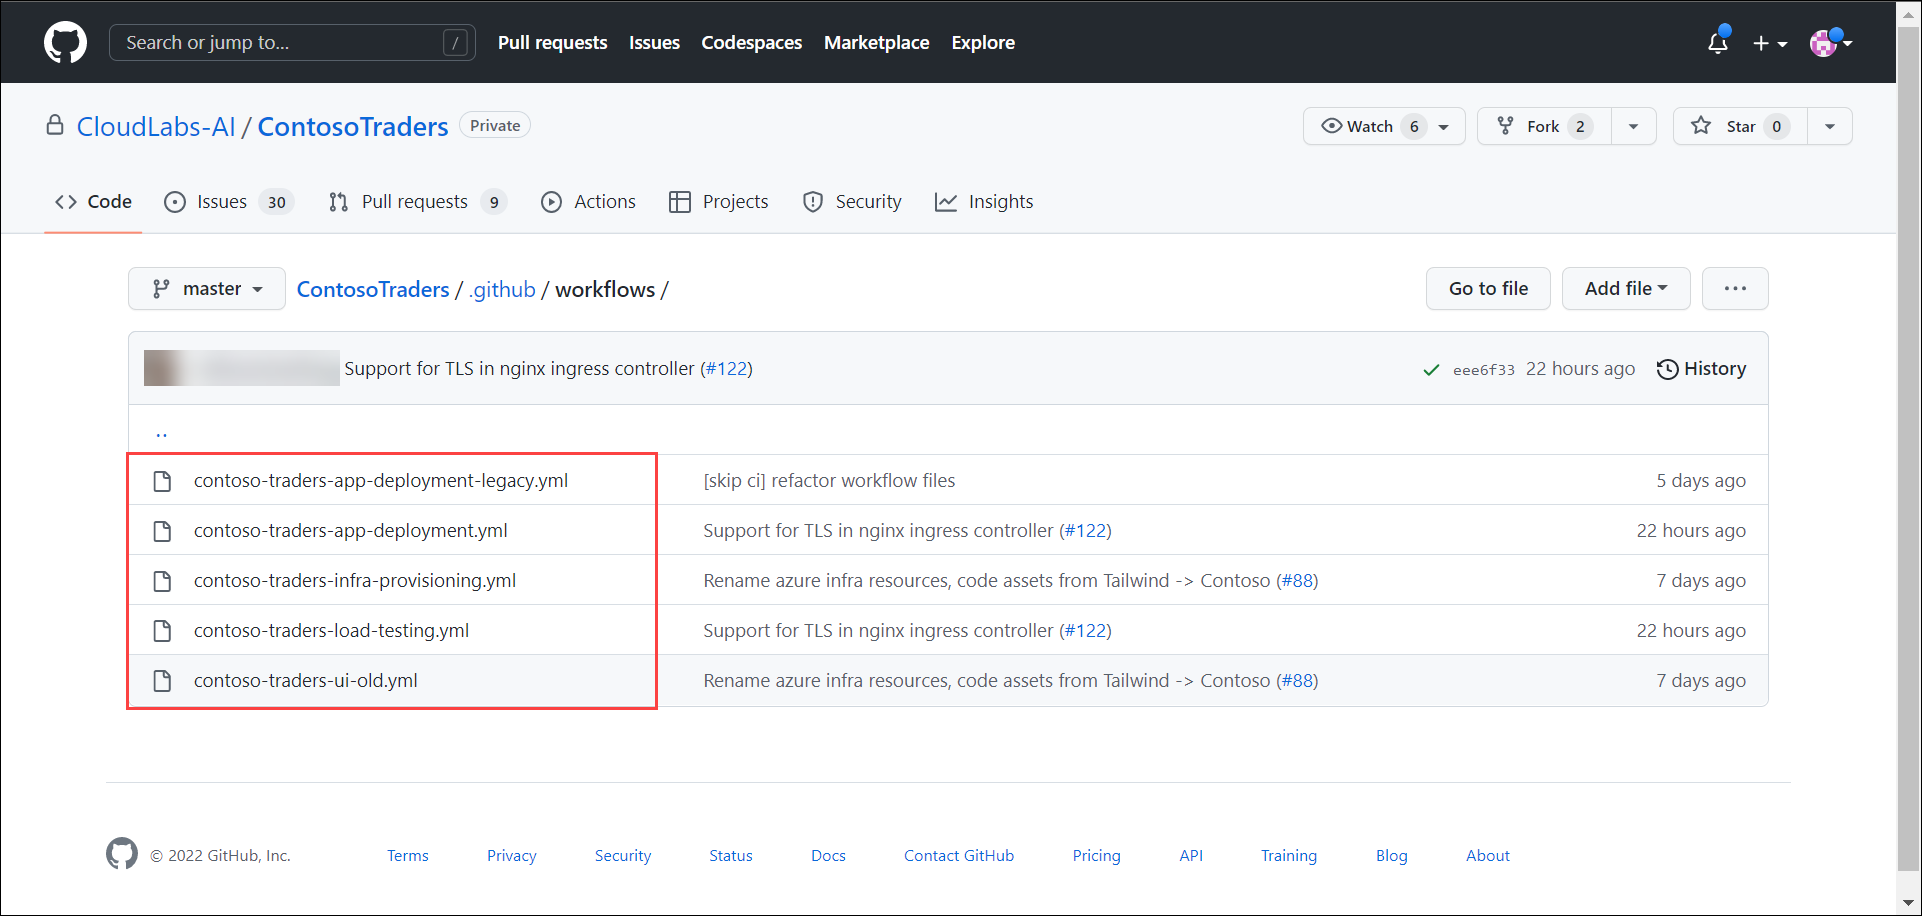 Search or jump to... / Pull requests Issues Codespaces Marketplace Explore
CloudLabs-AI / ContosoTraders Private Watch 6 Fork 2 Star 0
Code Issues 30 Pull requests 9 Actions Projects Security Insights
master ContosoTraders / .github / workflows / Go to file Add file ...
Support for TLS in nginx ingress controller (#122) eee6f33 22 hours ago History
..
contoso-traders-app-deployment-legacy.yml [skip ci] refactor workflow files 5 days ago
contoso-traders-app-deployment.yml Support for TLS in nginx ingress controller (#122) 22 hours ago
contoso-traders-infra-provisioning.yml Rename azure infra resources, code assets from Tailwind -> Contoso (#88) 7 days ago
contoso-traders-load-testing.yml Support for TLS in nginx ingress controller (#122) 22 hours ago
contoso-traders-ui-old.yml Rename azure infra resources, code assets from Tailwind -> Contoso (#88) 7 days ago
© 2022 GitHub, Inc. Terms Privacy Security Status Docs Contact GitHub Pricing API Training Blog About